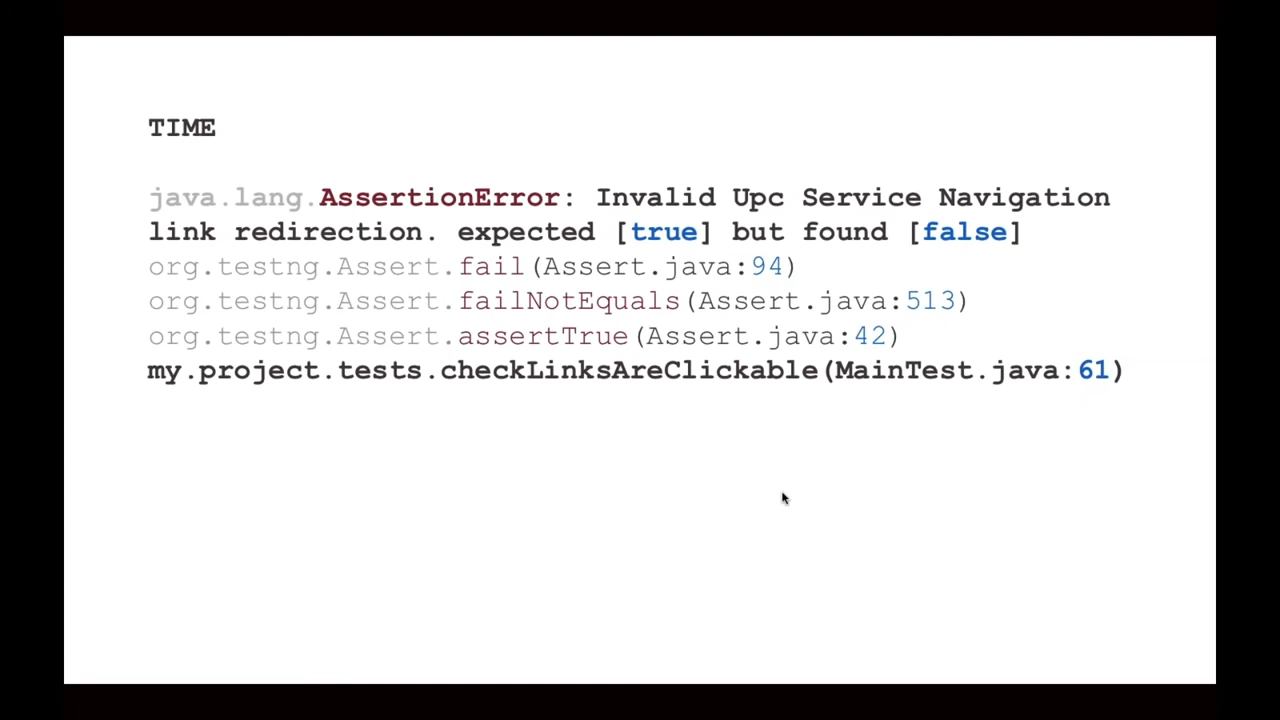 TIME
java.lang.AssertionError: Invalid Upc Service Navigation
link redirection. expected [true] but found [false]
org.testng.Assert.fail(Assert.java:94)
org.testng.Assert.failNotEquals(Assert.java:513)
org.testng.Assert.assertTrue(Assert.java:42)
my.project.tests.checkLinksAreClickable(MainTest.java:61)